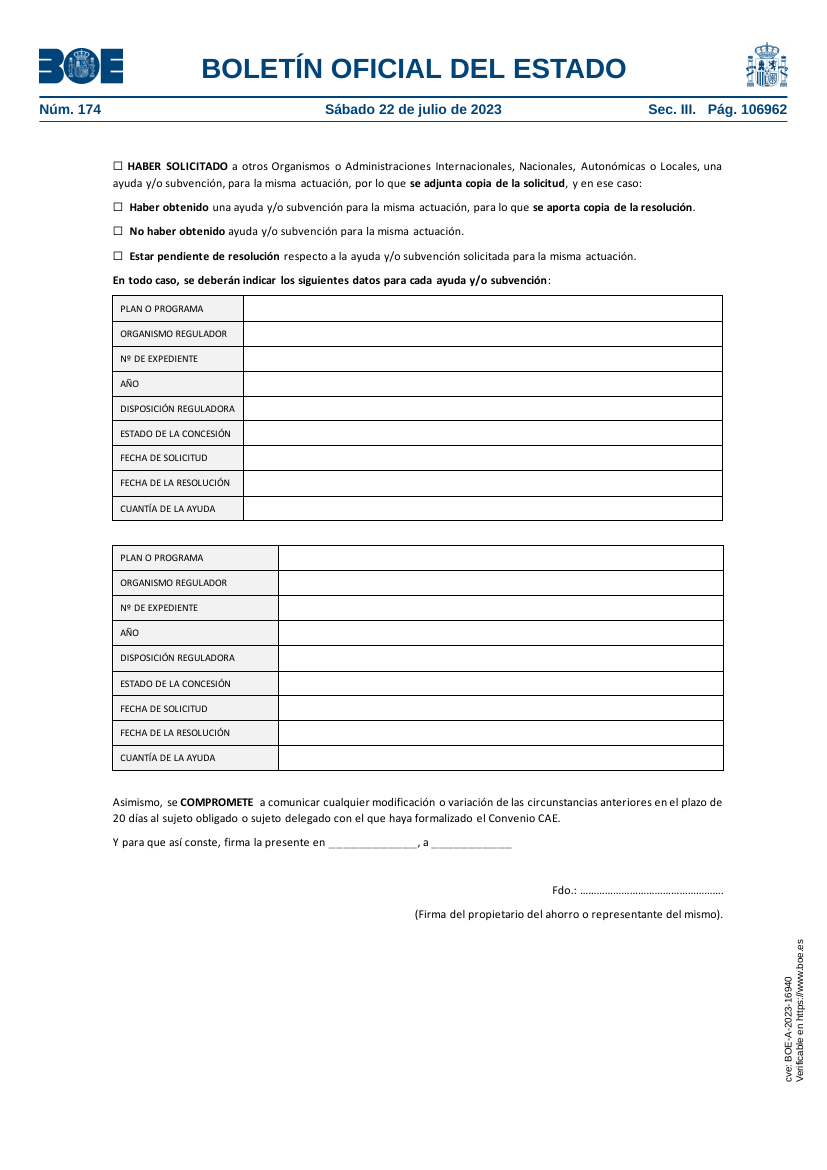 BOE
BOLETÍN OFICIAL DEL ESTADO
Núm. 174
Sábado 22 de julio de 2023
Sec. III. Pág. 106962
☐ HABER SOLICITADO a otros Organismos o Administraciones Internacionales, Nacionales, Autonómicas o Locales, una
ayuda y/o subvención, para la misma actuación, por lo que se adjunta copia de la solicitud, y en ese caso:
☐ Haber obtenido una ayuda y/o subvención para la misma actuación, para lo que se aporta copia de la resolución.
☐ No haber obtenido ayuda y/o subvención para la misma actuación.
☐ Estar pendiente de resolución respecto a la ayuda y/o subvención solicitada para la misma actuación.
En todo caso, se deberán indicar los siguientes datos para cada ayuda y/o subvención:
PLAN O PROGRAMA
ORGANISMO REGULADOR
Nº DE EXPEDIENTE
AÑO
DISPOSICIÓN REGULADORA
ESTADO DE LA CONCESIÓN
FECHA DE SOLICITUD
FECHA DE LA RESOLUCIÓN
CUANTÍA DE LA AYUDA
PLAN O PROGRAMA
ORGANISMO REGULADOR
Nº DE EXPEDIENTE
AÑO
DISPOSICIÓN REGULADORA
ESTADO DE LA CONCESIÓN
FECHA DE SOLICITUD
FECHA DE LA RESOLUCIÓN
CUANTÍA DE LA AYUDA
Asimismo, se COMPROMETE a comunicar cualquier modificación o variación de las circunstancias anteriores en el plazo de
20 días al sujeto obligado o sujeto delegado con el que haya formalizado el Convenio CAE.
Y para que así conste, firma la presente en _____________, a ____________
Fdo.: …………………………………………….
(Firma del propietario del ahorro o representante del mismo).
cve: BOE-A-2023-16940
Verificable en https://www.boe.es